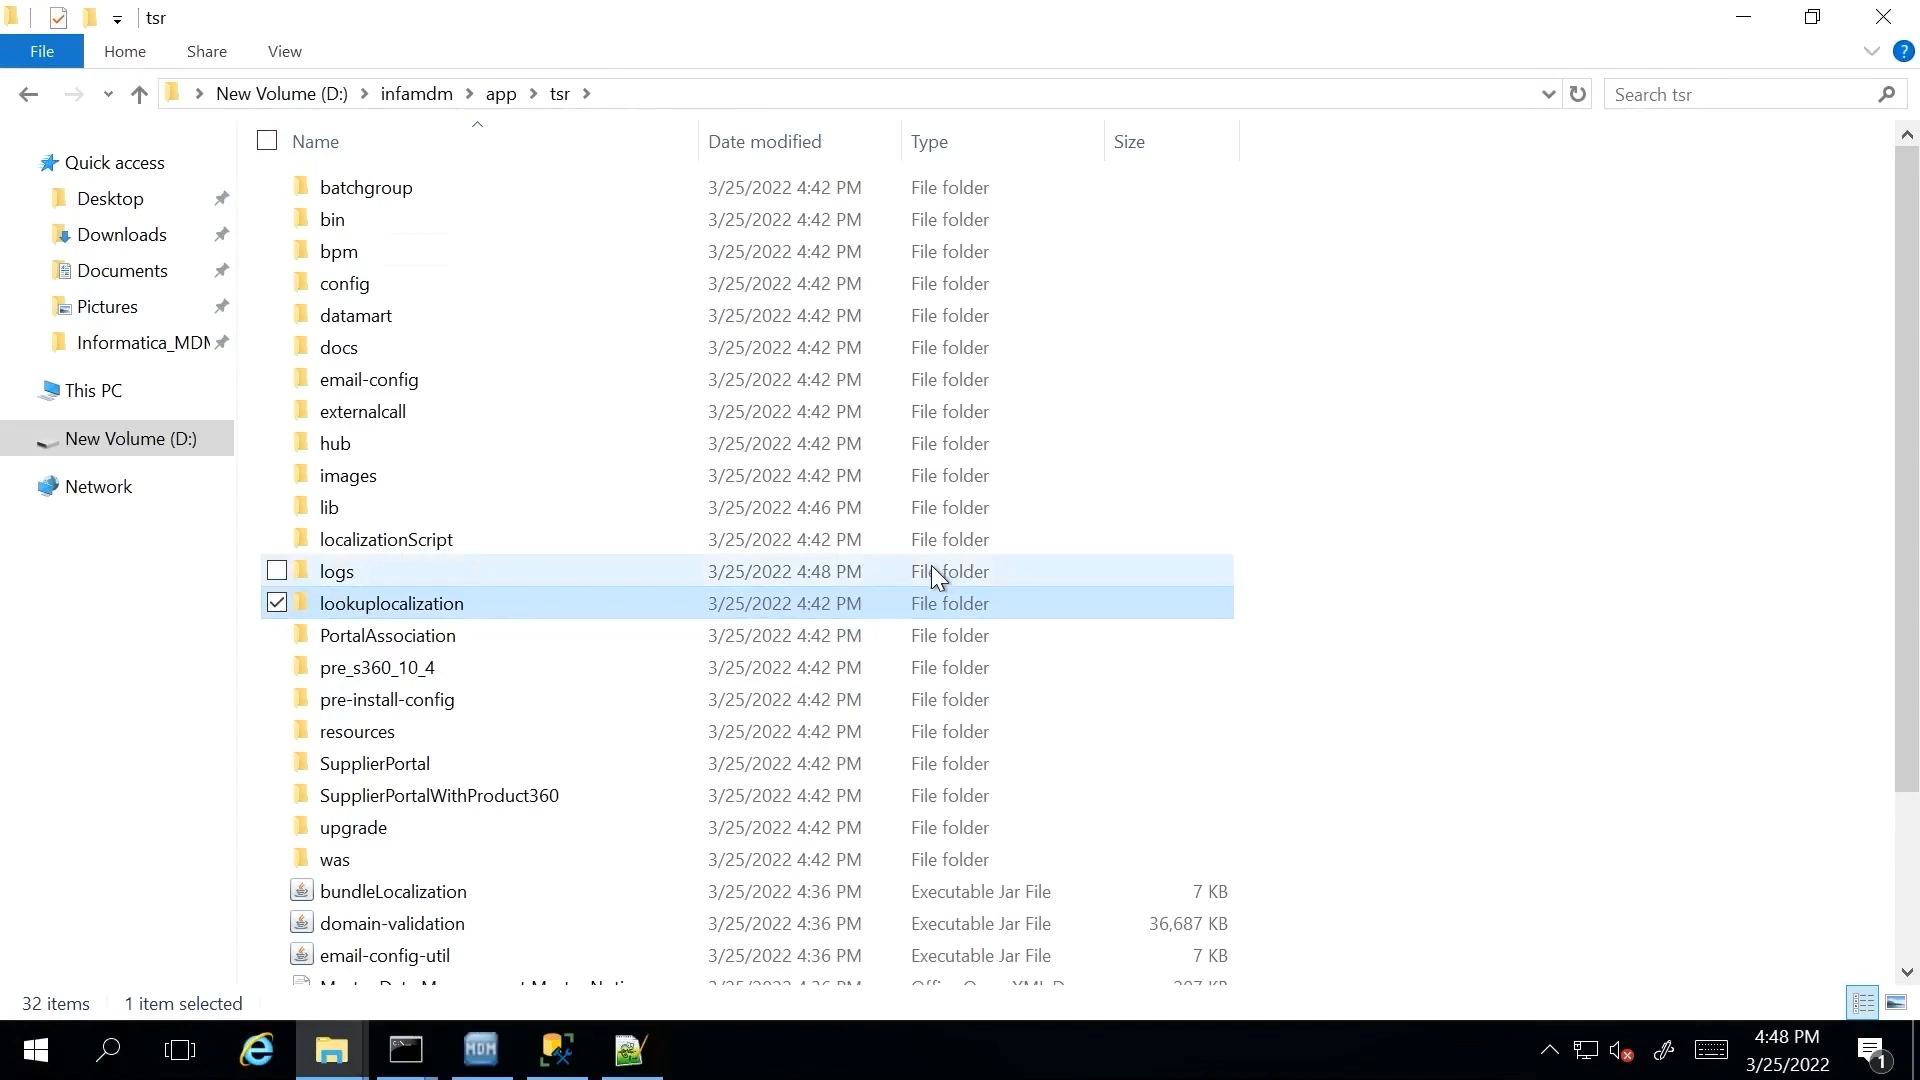 tsr
File Home Share View
New Volume (D:) infamdm app tsr Search tsr
Name Date modified Type Size
Quick access
Desktop
Downloads
Documents
Pictures
Informatica_MDM
This PC
New Volume (D:)
Network
batchgroup 3/25/2022 4:42 PM File folder
bin 3/25/2022 4:42 PM File folder
bpm 3/25/2022 4:42 PM File folder
config 3/25/2022 4:42 PM File folder
datamart 3/25/2022 4:42 PM File folder
docs 3/25/2022 4:42 PM File folder
email-config 3/25/2022 4:42 PM File folder
externalcall 3/25/2022 4:42 PM File folder
hub 3/25/2022 4:42 PM File folder
images 3/25/2022 4:42 PM File folder
lib 3/25/2022 4:46 PM File folder
localizationScript 3/25/2022 4:42 PM File folder
logs 3/25/2022 4:48 PM File folder
lookuplocalization 3/25/2022 4:42 PM File folder
PortalAssociation 3/25/2022 4:42 PM File folder
pre_s360_10_4 3/25/2022 4:42 PM File folder
pre-install-config 3/25/2022 4:42 PM File folder
resources 3/25/2022 4:42 PM File folder
SupplierPortal 3/25/2022 4:42 PM File folder
SupplierPortalWithProduct360 3/25/2022 4:42 PM File folder
upgrade 3/25/2022 4:42 PM File folder
was 3/25/2022 4:42 PM File folder
bundleLocalization 3/25/2022 4:36 PM Executable Jar File 7 KB
domain-validation 3/25/2022 4:36 PM Executable Jar File 36,687 KB
email-config-util 3/25/2022 4:36 PM Executable Jar File 7 KB
32 items 1 item selected
MDM
4:48 PM
3/25/2022
1